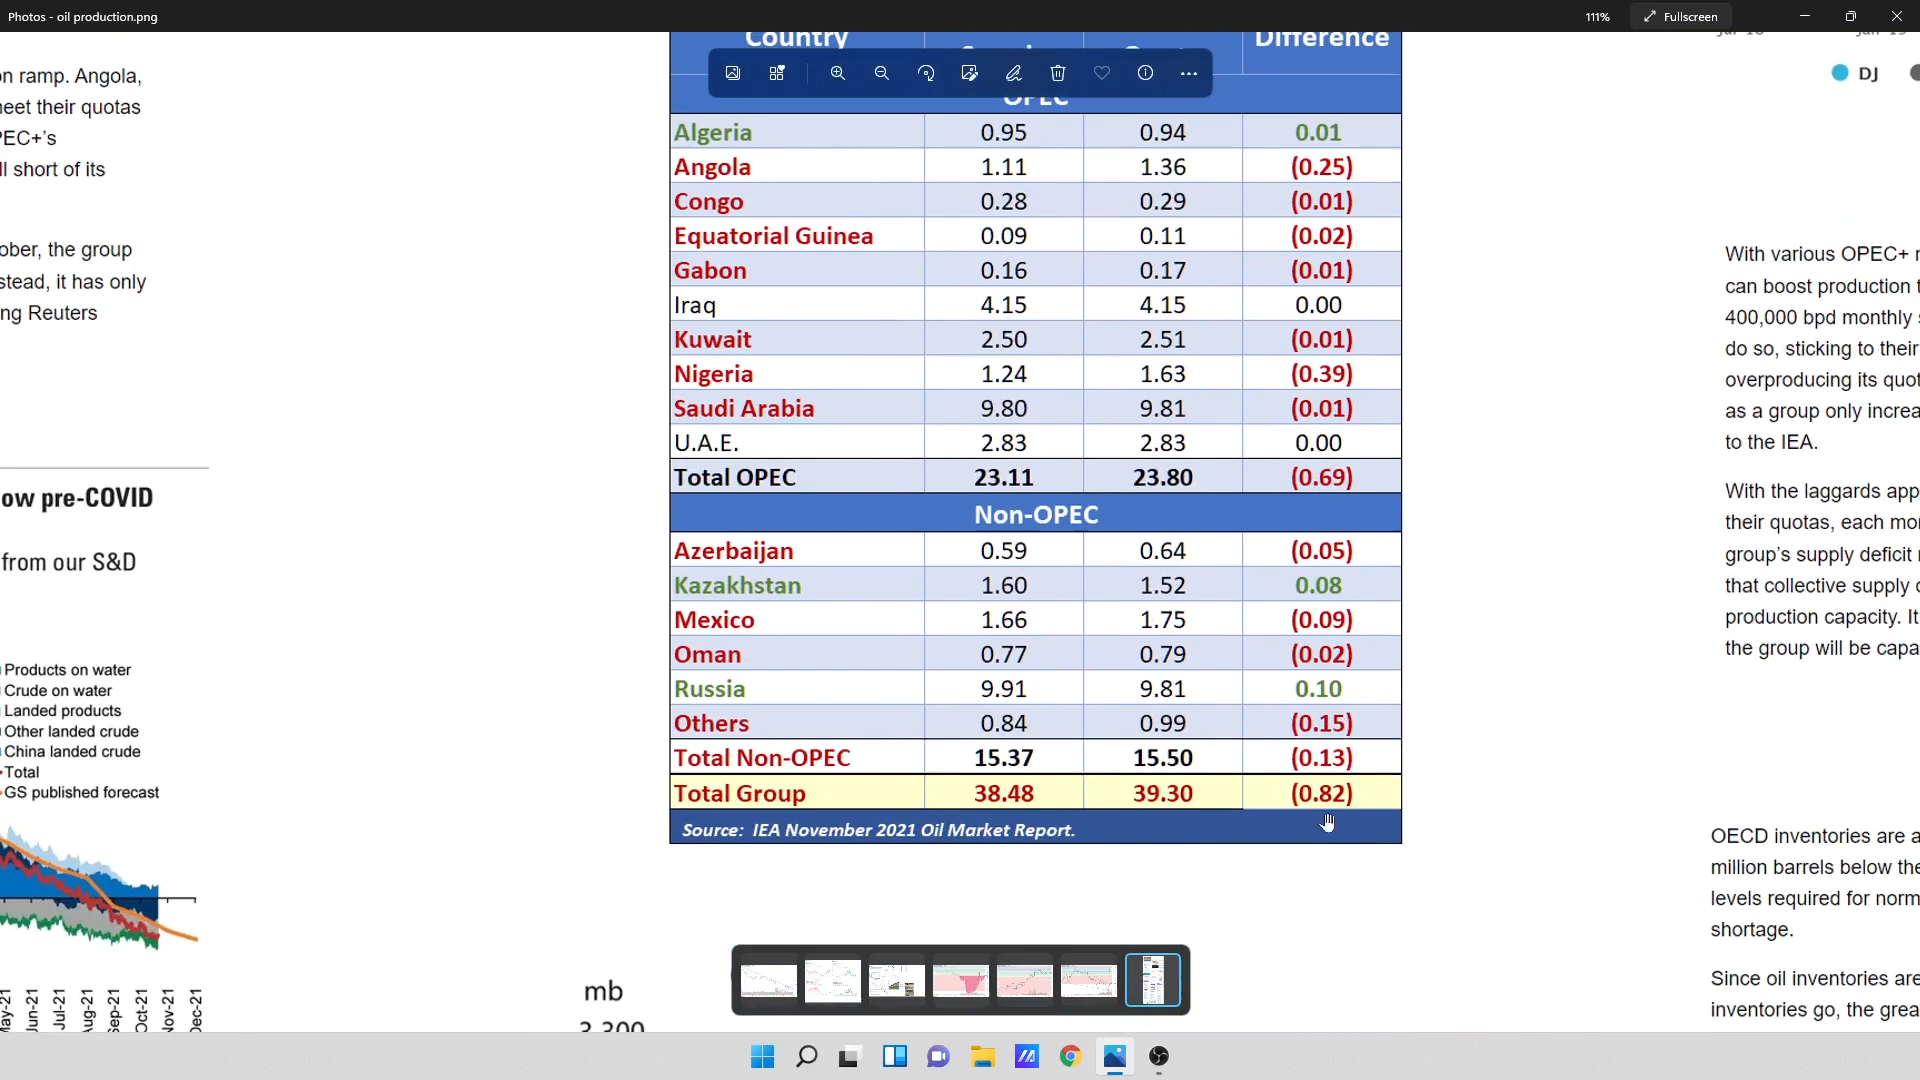 Photos - oil production.png
111%
Fullscreen
on ramp. Angola,
neet their quotas
PEC+'s
ll short of its
ober, the group
stead, it has only
ng Reuters
ow pre-COVID
from our S&D
Products on water
Crude on water
Landed products
Other landed crude
China landed crude
Total
GS published forecast
May-21
Jun-21
Jul-21
Aug-21
Sep-21
Oct-21
Nov-21
Dec-21
Country Difference
OPEC
Algeria 0.95 0.94 0.01
Angola 1.11 1.36 (0.25)
Congo 0.28 0.29 (0.01)
Equatorial Guinea 0.09 0.11 (0.02)
Gabon 0.16 0.17 (0.01)
Iraq 4.15 4.15 0.00
Kuwait 2.50 2.51 (0.01)
Nigeria 1.24 1.63 (0.39)
Saudi Arabia 9.80 9.81 (0.01)
U.A.E. 2.83 2.83 0.00
Total OPEC 23.11 23.80 (0.69)
Non-OPEC
Azerbaijan 0.59 0.64 (0.05)
Kazakhstan 1.60 1.52 0.08
Mexico 1.66 1.75 (0.09)
Oman 0.77 0.79 (0.02)
Russia 9.91 9.81 0.10
Others 0.84 0.99 (0.15)
Total Non-OPEC 15.37 15.50 (0.13)
Total Group 38.48 39.30 (0.82)
Source: IEA November 2021 Oil Market Report.
mb
3,300
DJ
With various OPEC+
can boost production
400,000 bpd monthly
do so, sticking to their
overproducing its
as a group only
to the IEA.
With the laggards
their quotas, each
group's supply deficit
that collective supply
production capacity. It
the group will be
OECD inventories are
million barrels below the
levels required for
shortage.
Since oil inventories are
inventories go, the